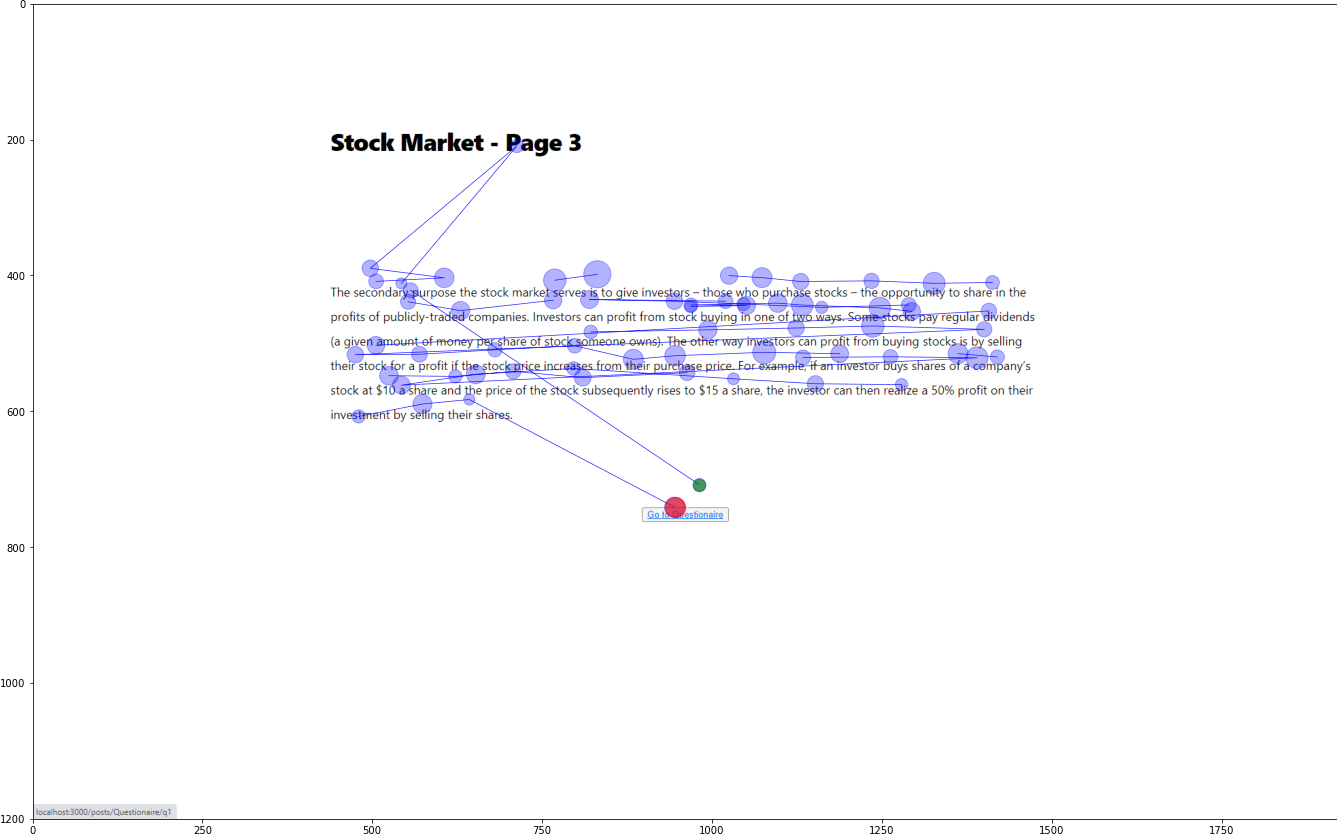 0
200
400
600
800
1000
1200
Stock Market - Page 3
The secondary purpose the stock market serves is to give investors – those who purchase stocks – the opportunity to share in the
profits of publicly-traded companies. Investors can profit from stock buying in one of two ways. Some stocks pay regular dividends
(a given amount of money per share of stock someone owns). The other way investors can profit from buying stocks is by selling
their stock for a profit if the stock price increases from their purchase price. For example, if an investor buys shares of a company's
stock at $10 a share and the price of the stock subsequently rises to $15 a share, the investor can then realize a 50% profit on their
investment by selling their shares.
Go to Questionaire
localhost:3000/posts/Questionaire/q1
0 250 500 750 1000 1250 1500 1750